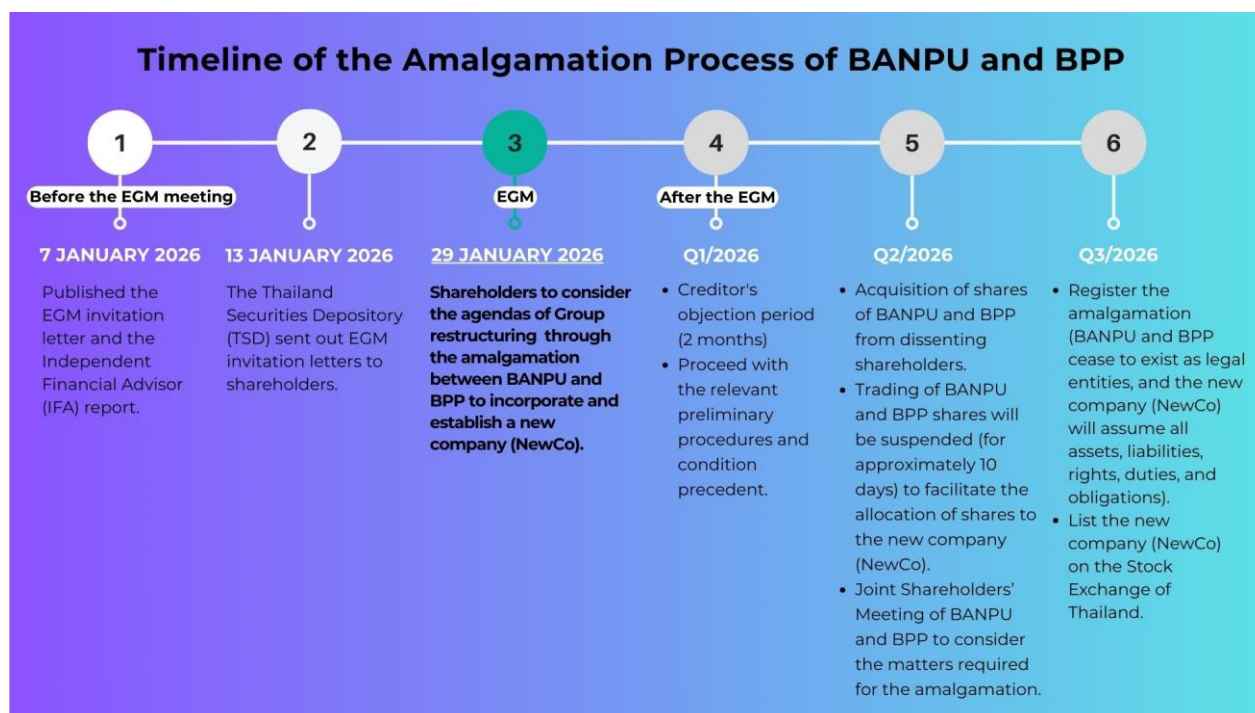 Timeline of the Amalgamation Process of BANPU and BPP
1
Before the EGM meeting
7 JANUARY 2026
Published the
EGM invitation
letter and the
Independent
Financial Advisor
(IFA) report.
2
13 JANUARY 2026
The Thailand
Securities Depository
(TSD) sent out EGM
invitation letters to
shareholders.
3
EGM
29 JANUARY 2026
Shareholders to consider
the agendas of Group
restructuring through
the amalgamation
between BANPU and
BPP to incorporate and
establish a new
company (NewCo).
4
After the EGM
Q1/2026
• Creditor's
objection period
(2 months)
• Proceed with
the relevant
preliminary
procedures and
condition
precedent.
5
Q2/2026
• Acquisition of shares
of BANPU and BPP
from dissenting
shareholders.
• Trading of BANPU
and BPP shares will
be suspended (for
approximately 10
days) to facilitate the
allocation of shares to
the new company
(NewCo).
• Joint Shareholders'
Meeting of BANPU
and BPP to consider
the matters required
for the amalgamation.
6
Q3/2026
• Register the
amalgamation
(BANPU and BPP
cease to exist as legal
entities, and the new
company (NewCo)
will assume all
assets, liabilities,
rights, duties, and
obligations).
• List the new
company (NewCo)
on the Stock
Exchange of
Thailand.